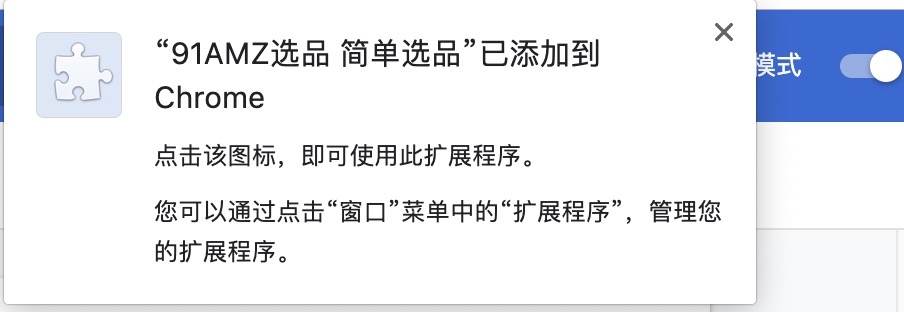 “91AMZ选品 简单选品”已添加到
Chrome
模式
点击该图标，即可使用此扩展程序。
您可以通过点击“窗口”菜单中的“扩展程序”，管理您
的扩展程序。